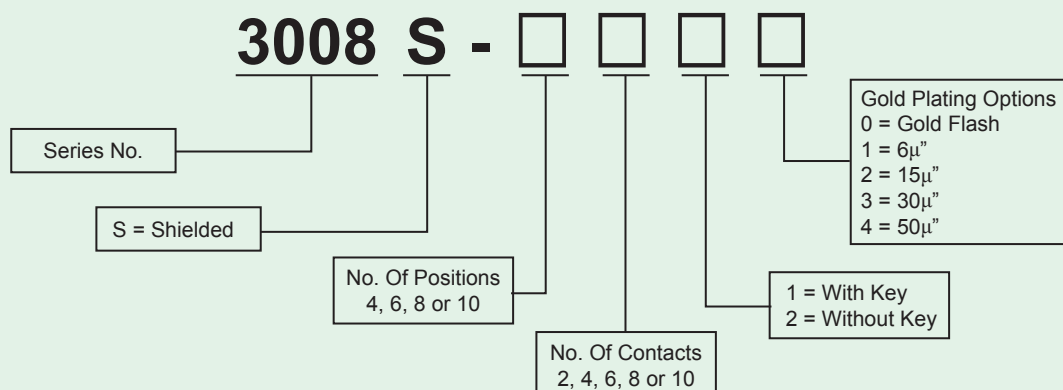 3008 S - □ □ □ □
Series No.
S = Shielded
No. Of Positions
4, 6, 8 or 10
No. Of Contacts
2, 4, 6, 8 or 10
1 = With Key
2 = Without Key
Gold Plating Options
0 = Gold Flash
1 = 6µ”
2 = 15µ”
3 = 30µ”
4 = 50µ”